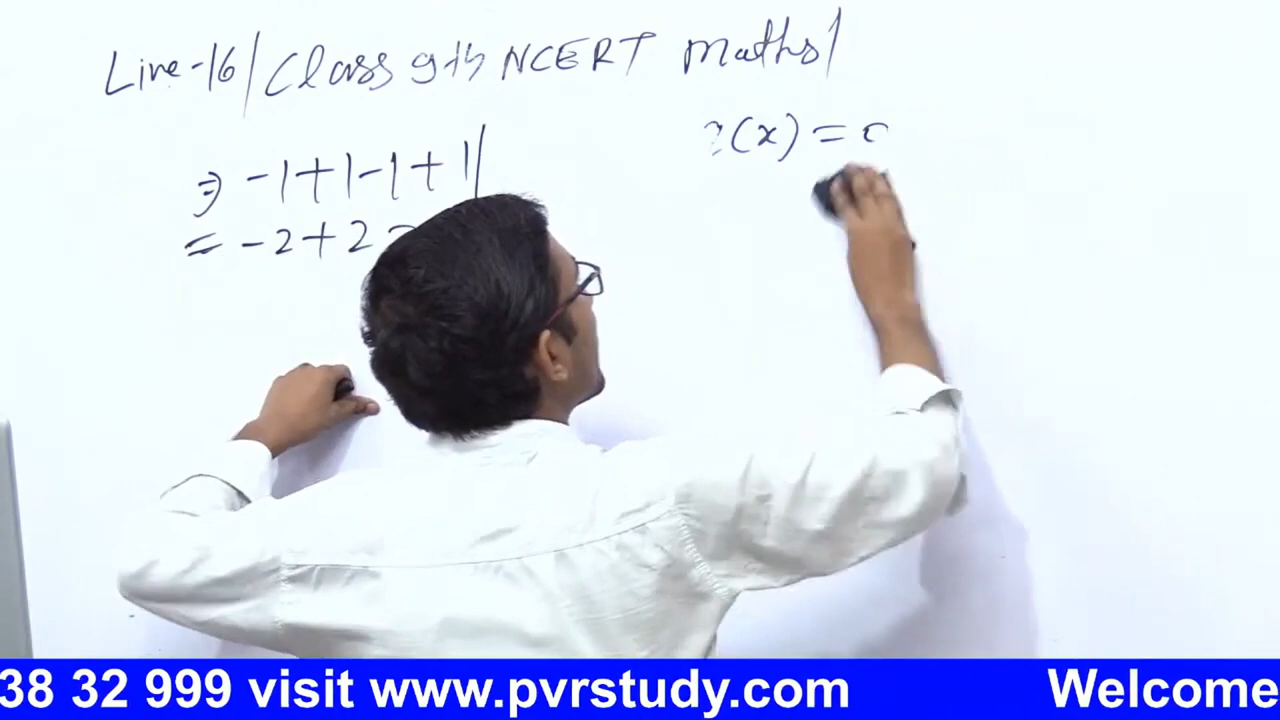 Live-16/Class 9th NCERT Maths/
⇒ -1+1-1+1/
= -2+2
(x) = 0
38 32 999 visit www.pvrstudy.com Welcome